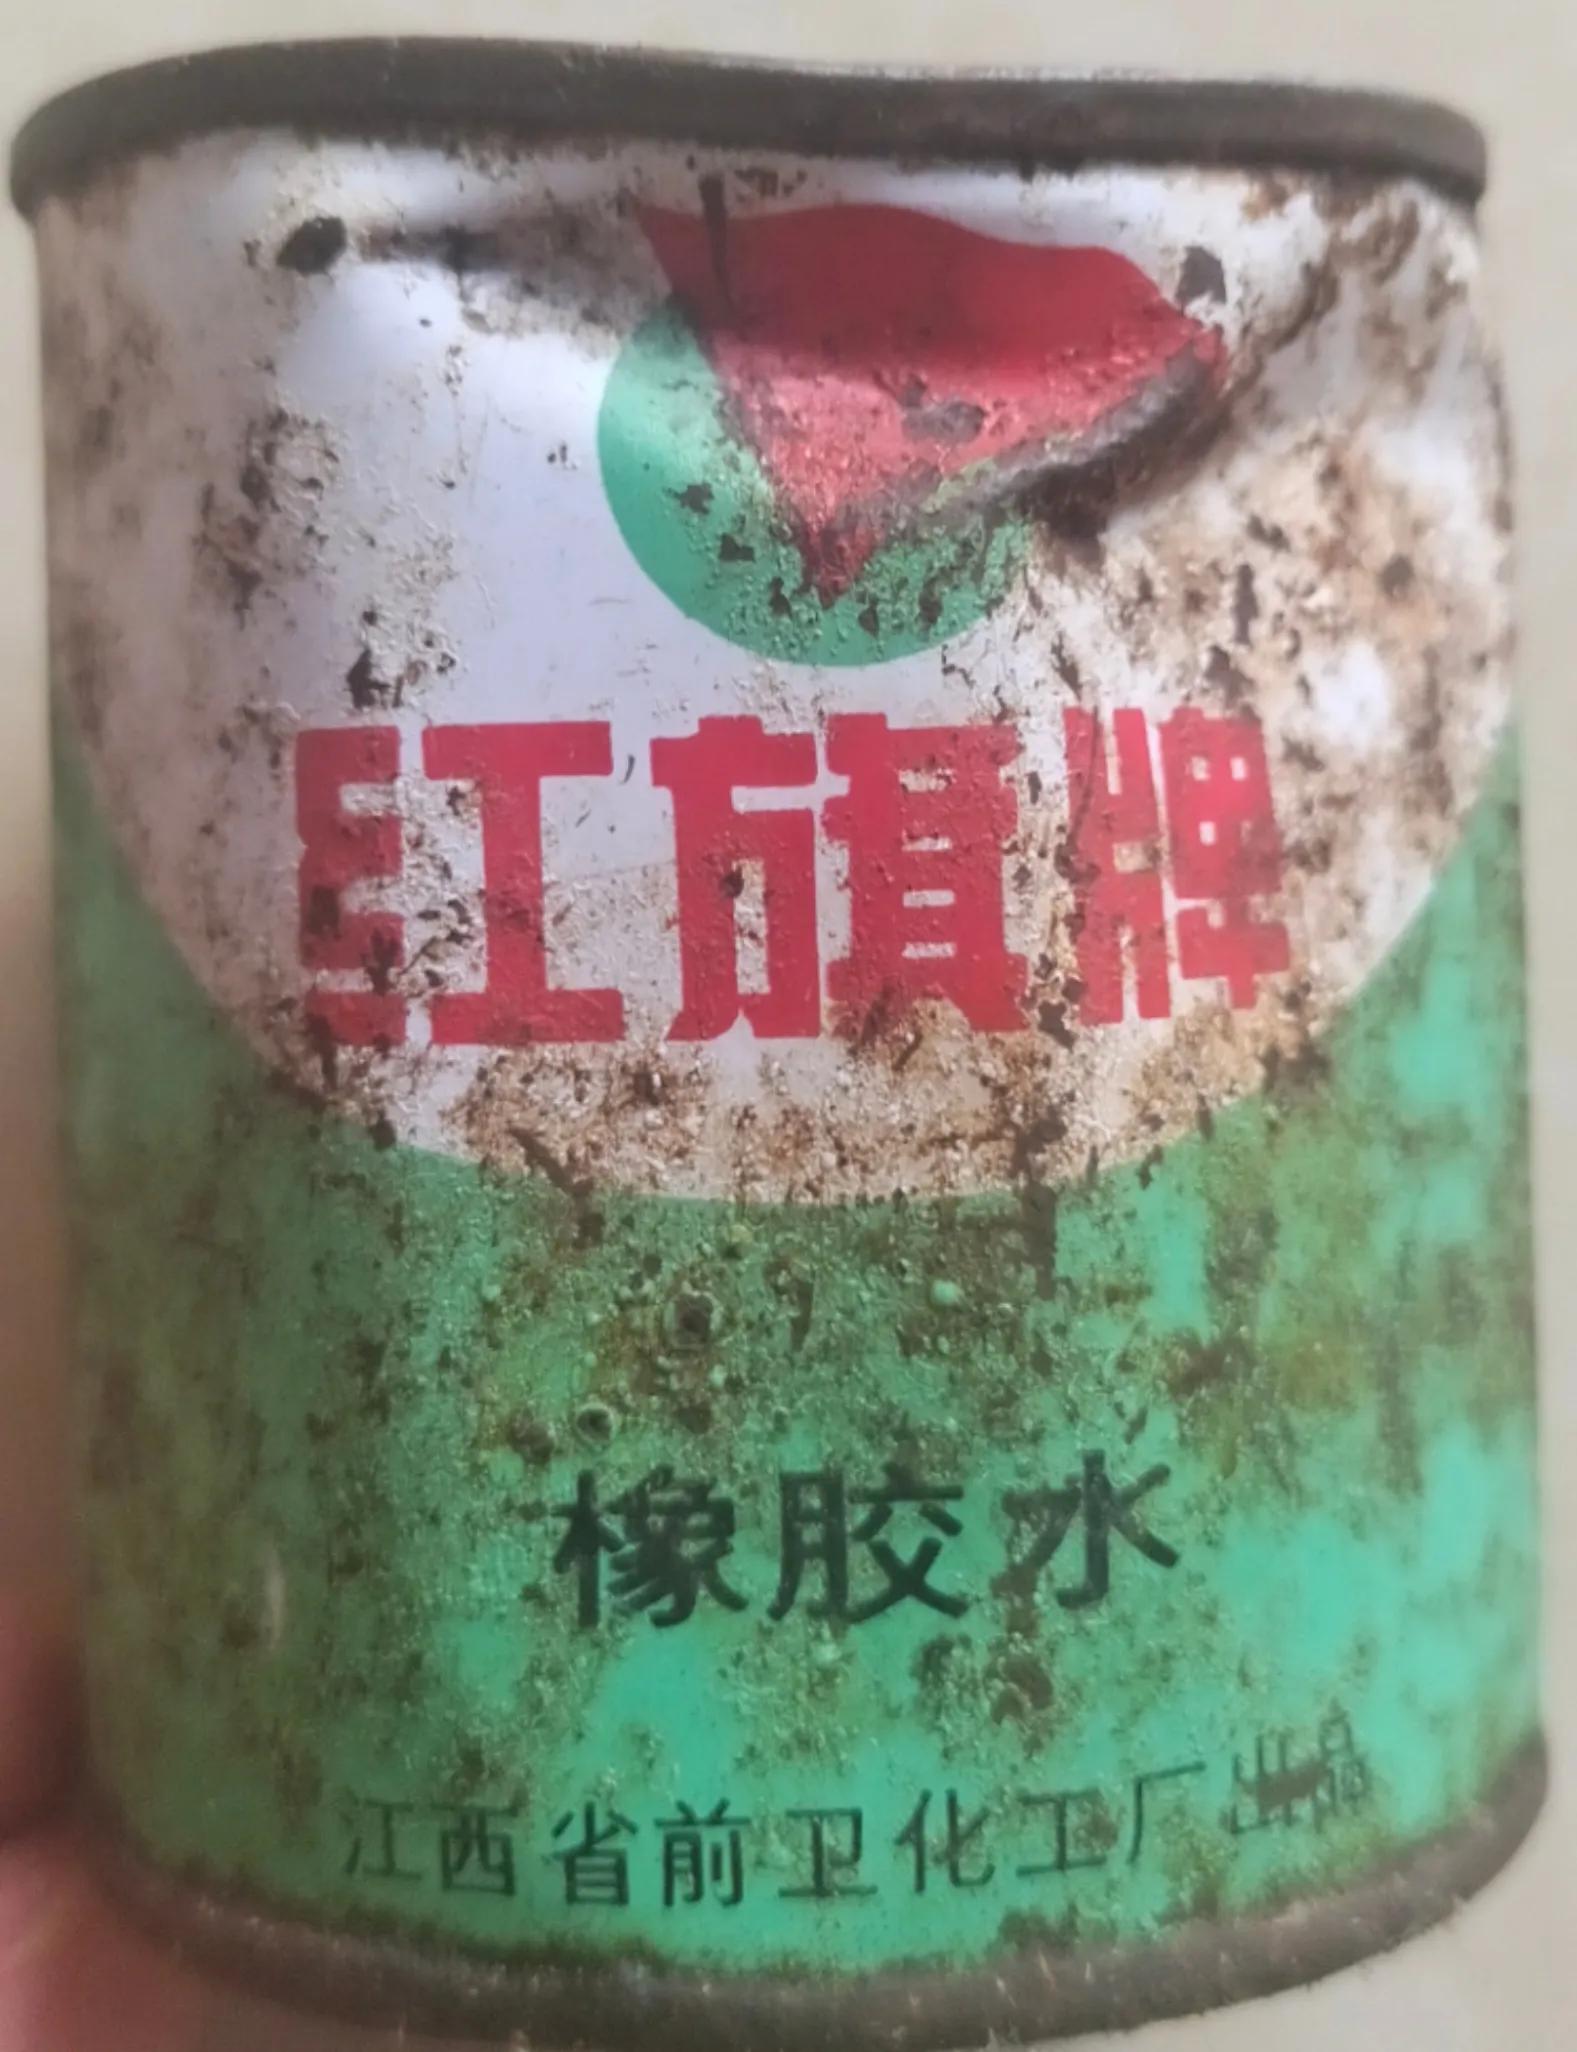 红旗牌
橡胶水
江西省前卫化工厂出品